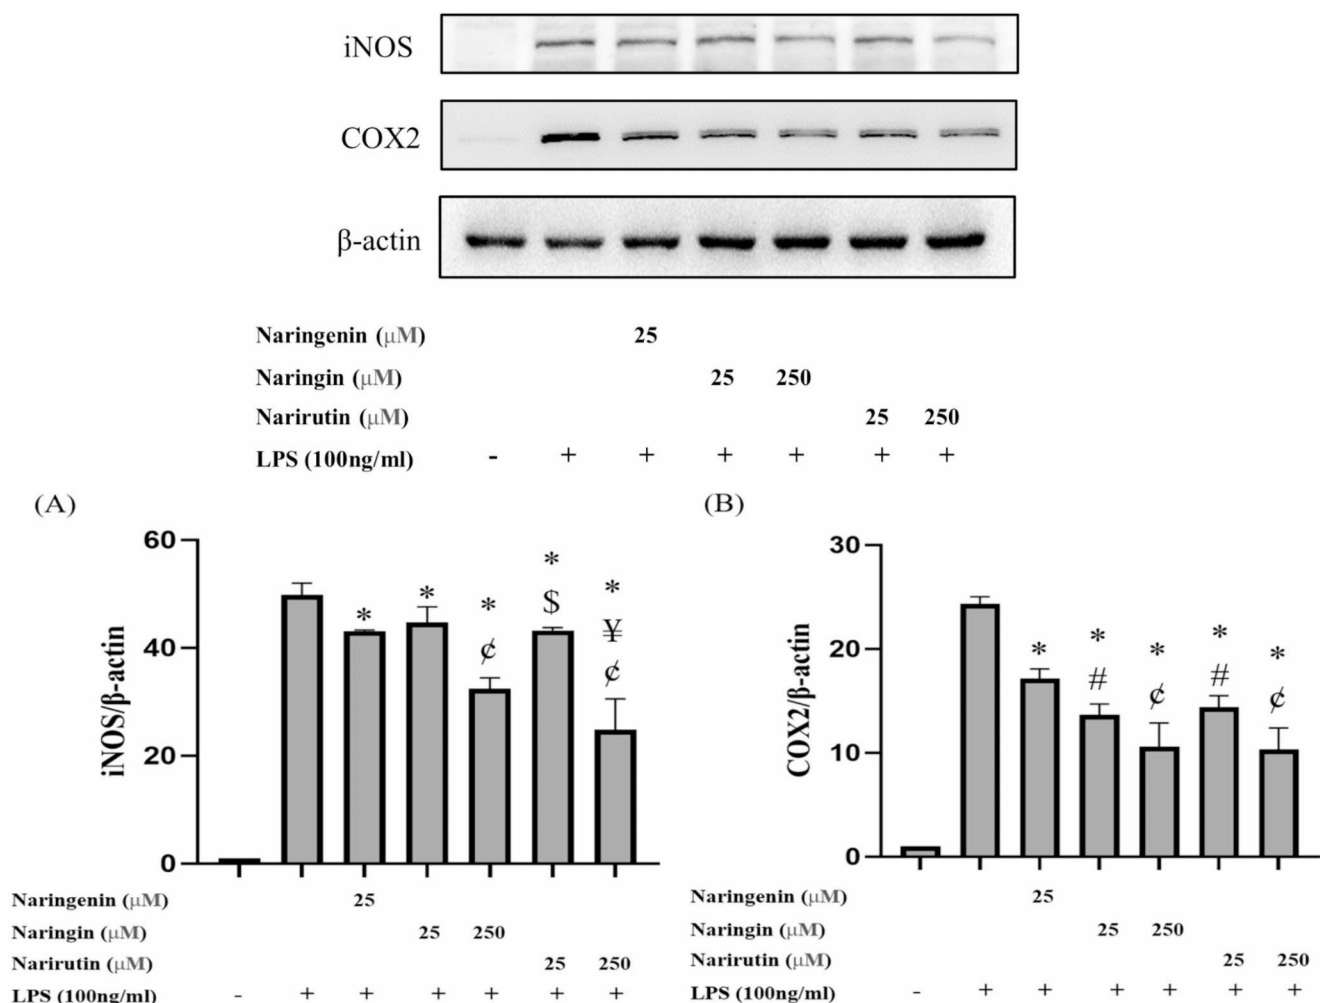 iNOS
COX2
β-actin
Naringenin (μM) 25
Naringin (μM) 25 250
Narirutin (μM) 25 250
LPS (100ng/ml) - + + + + + +
(A)
60
40
20
0
iNOS/β-actin
*
*
*
¢
*
$
*
¥
¢
Naringenin (μM) 25
Naringin (μM) 25 250
Narirutin (μM) 25 250
LPS (100ng/ml) - + + + + + +
(B)
30
20
10
0
COX2/β-actin
*
*
#
*
¢
*
#
*
¢
Naringenin (μM) 25
Naringin (μM) 25 250
Narirutin (μM) 25 250
LPS (100ng/ml) - + + + + + +